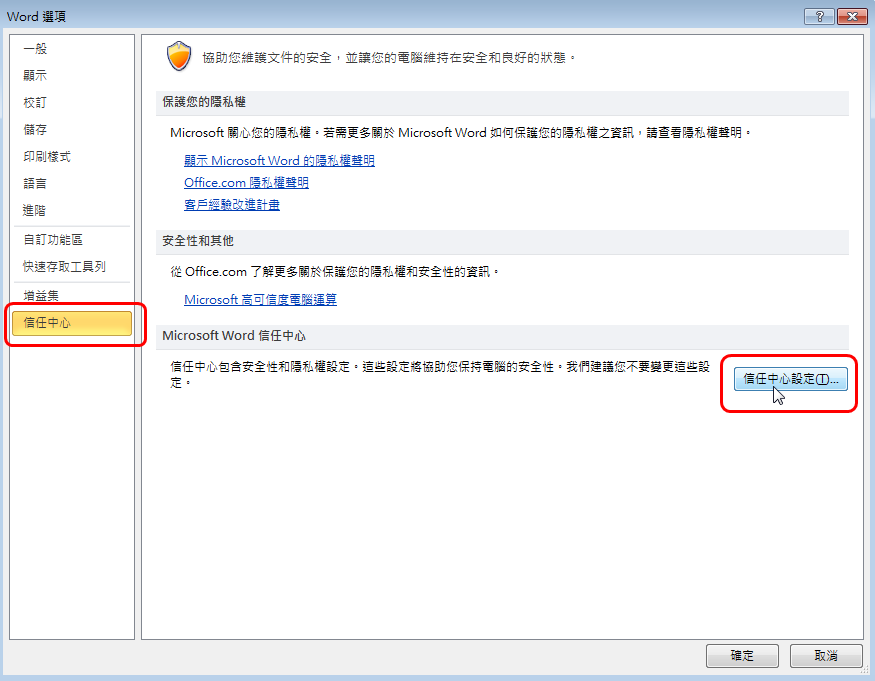 Word 選項
一般
顯示
校訂
儲存
印刷樣式
語言
進階
自訂功能區
快速存取工具列
增益集
信任中心
協助您維護文件的安全，並讓您的電腦維持在安全和良好的狀態。
保護您的隱私權
Microsoft 關心您的隱私權。若需更多關於 Microsoft Word 如何保護您的隱私權之資訊，請查看隱私權聲明。
顯示 Microsoft Word 的隱私權聲明
Office.com 隱私權聲明
客戶經驗改進計畫
安全性和其他
從 Office.com 了解更多關於保護您的隱私權和安全性的資訊。
Microsoft 高可信度電腦運算
Microsoft Word 信任中心
信任中心包含安全性和隱私權設定。這些設定將協助您保持電腦的安全性。我們建議您不要變更這些設
定。
信任中心設定(T)...
確定
取消